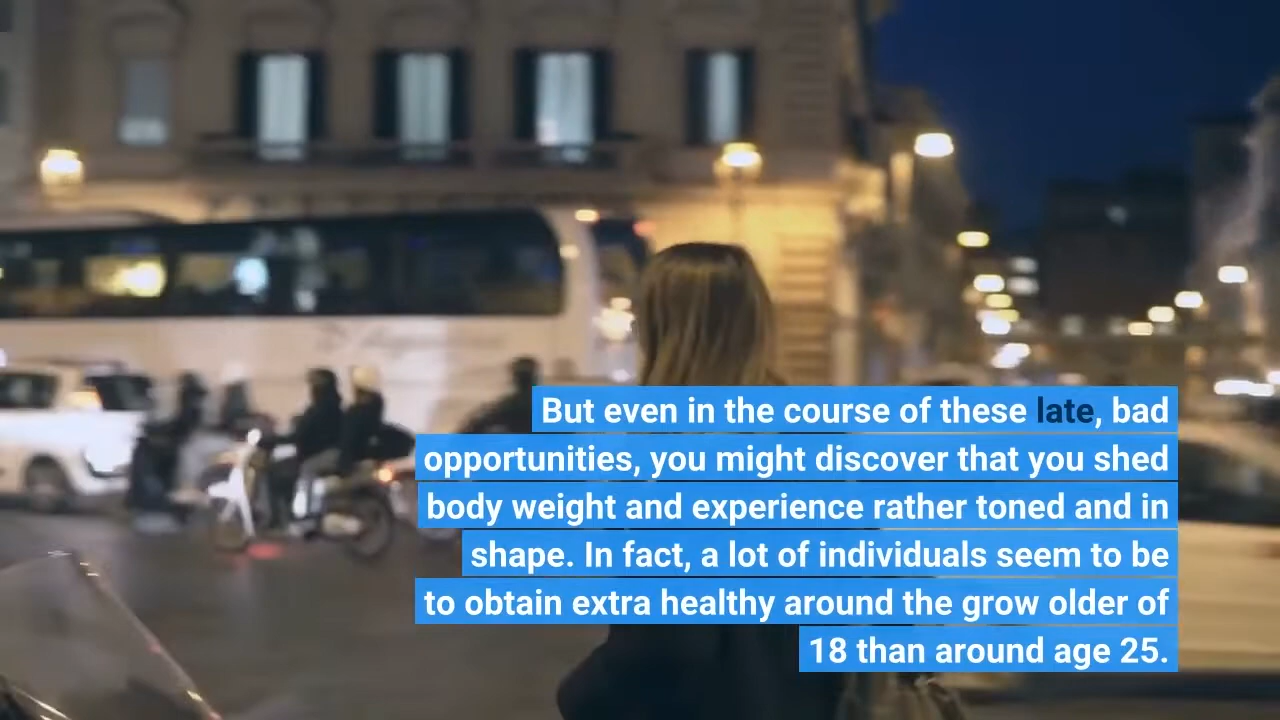 But even in the course of these late, bad
opportunities, you might discover that you shed
body weight and experience rather toned and in
shape. In fact, a lot of individuals seem to be
to obtain extra healthy around the grow older of
18 than around age 25.